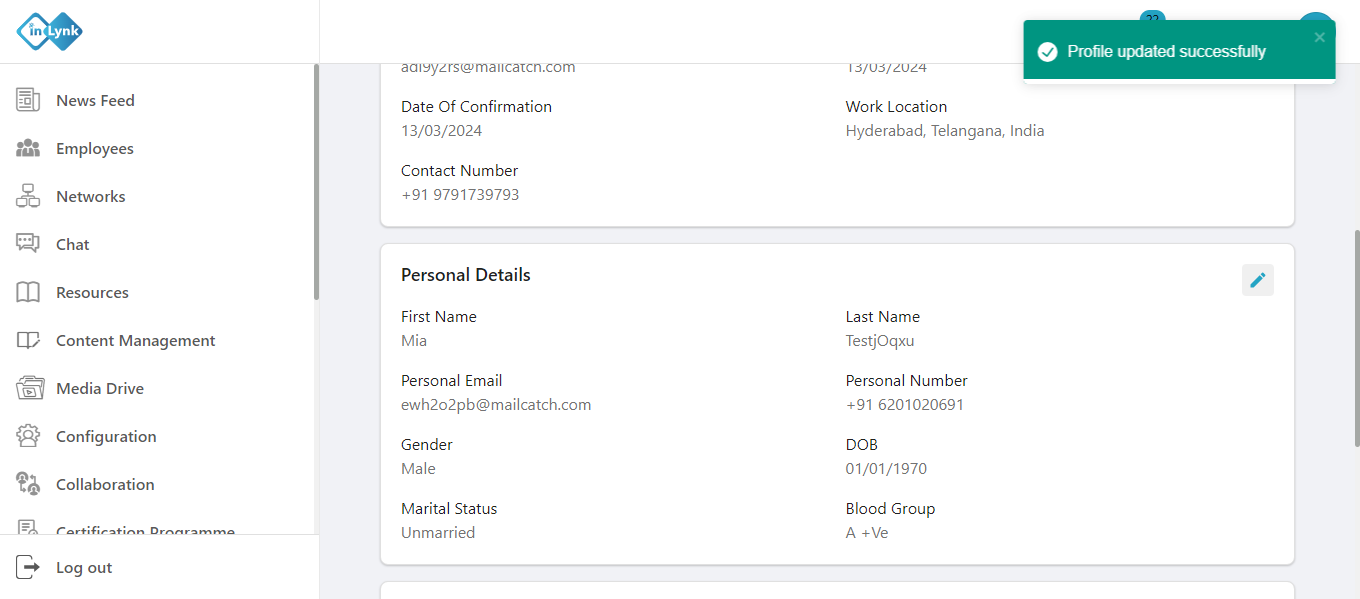 inLynk
22
Profile updated successfully
News Feed
Employees
Networks
Chat
Resources
Content Management
Media Drive
Configuration
Collaboration
Certification Programme
Log out
adl9y2rs@mailcatch.com
13/03/2024
Date Of Confirmation
Work Location
13/03/2024
Hyderabad, Telangana, India
Contact Number
+91 9791739793
Personal Details
First Name
Last Name
Mia
TestjOqxu
Personal Email
Personal Number
ewh2o2pb@mailcatch.com
+91 6201020691
Gender
DOB
Male
01/01/1970
Marital Status
Blood Group
Unmarried
A +Ve